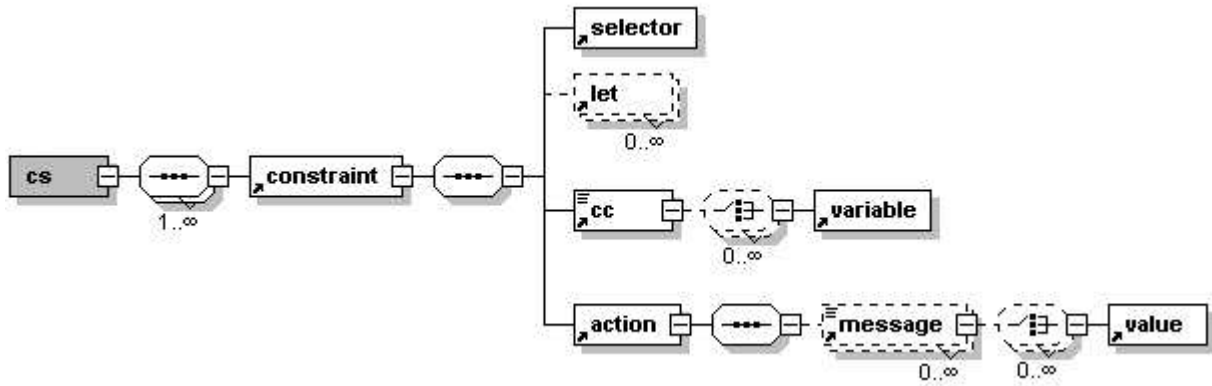 selector
let
0..∞
cs
1..∞
constraint
cc
0..∞
variable
action
message
0..∞
0..∞
value